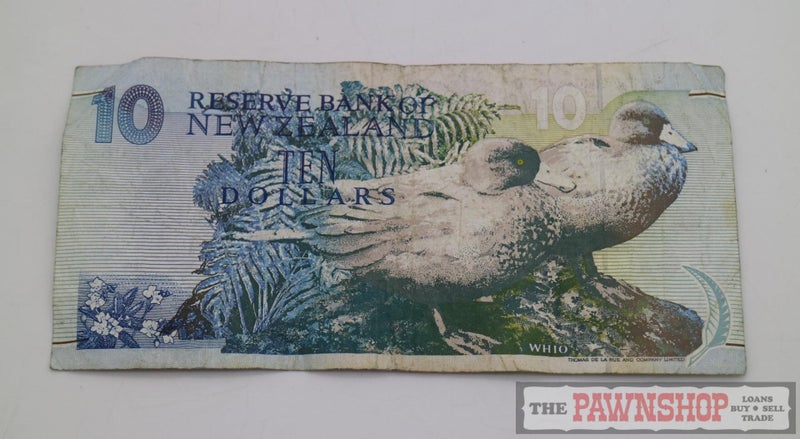 10
RESERVE BANK OF
NEW ZEALAND
10
TEN
DOLLARS
WHIO
THOMAS DE LA RUE AND COMPANY LIMITED
THE PAWNSHOP
LOANS
BUY • SELL
TRADE